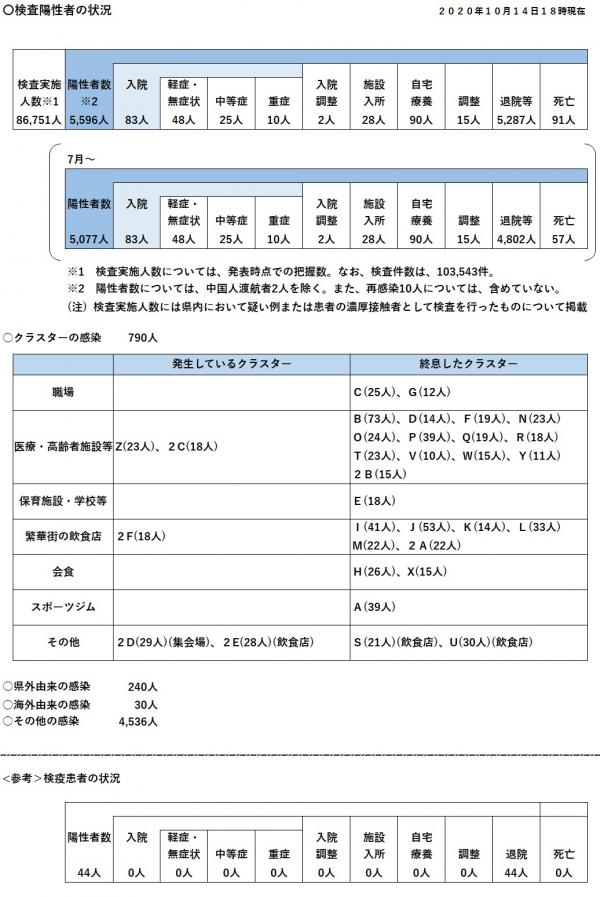 〇検査陽性者の状況
２０２０年１０月１４日１８時現在
検査実施人数※1 陽性者数※2 入院 軽症・無症状 中等症 重症 入院調整 施設入所 自宅療養 調整 退院等 死亡
86,751人 5,596人 83人 48人 25人 10人 2人 28人 90人 15人 5,287人 91人
7月～
陽性者数 入院 軽症・無症状 中等症 重症 入院調整 施設入所 自宅療養 調整 退院等 死亡
5,077人 83人 48人 25人 10人 2人 28人 90人 15人 4,802人 57人
※1　検査実施人数については、発表時点での把握数。なお、検査件数は、103,543件。
※2　陽性者数については、中国人渡航者2人を除く。また、再感染10人については、含めていない。
（注）検査実施人数には県内において疑い例または患者の濃厚接触者として検査を行ったものについて掲載
〇クラスターの感染 790人
発生しているクラスター 終息したクラスター
職場 C(25人)、G(12人)
医療・高齢者施設等 Z(23人)、２C(18人)
B(73人)、D(14人)、F(19人)、N(23人)
O(24人)、P(39人)、Q(19人)、R(18人)
T(23人)、V(10人)、W(15人)、Y(11人)
２B(15人)
保育施設・学校等 E(18人)
繁華街の飲食店 ２F(18人)
I(41人)、J(53人)、K(14人)、L(33人)
M(22人)、２A(22人)
会食 H(26人)、X(15人)
スポーツジム A(39人)
その他 ２D(29人)(集会場)、２E(28人)(飲食店) S(21人)(飲食店)、U(30人)(飲食店)
〇県外由来の感染 240人
〇海外由来の感染 30人
〇その他の感染 4,536人
<参考＞検疫患者の状況
陽性者数 入院 軽症・無症状 中等症 重症 入院調整 施設入所 自宅療養 調整 退院 死亡
44人 0人 0人 0人 0人 0人 0人 0人 0人 44人 0人